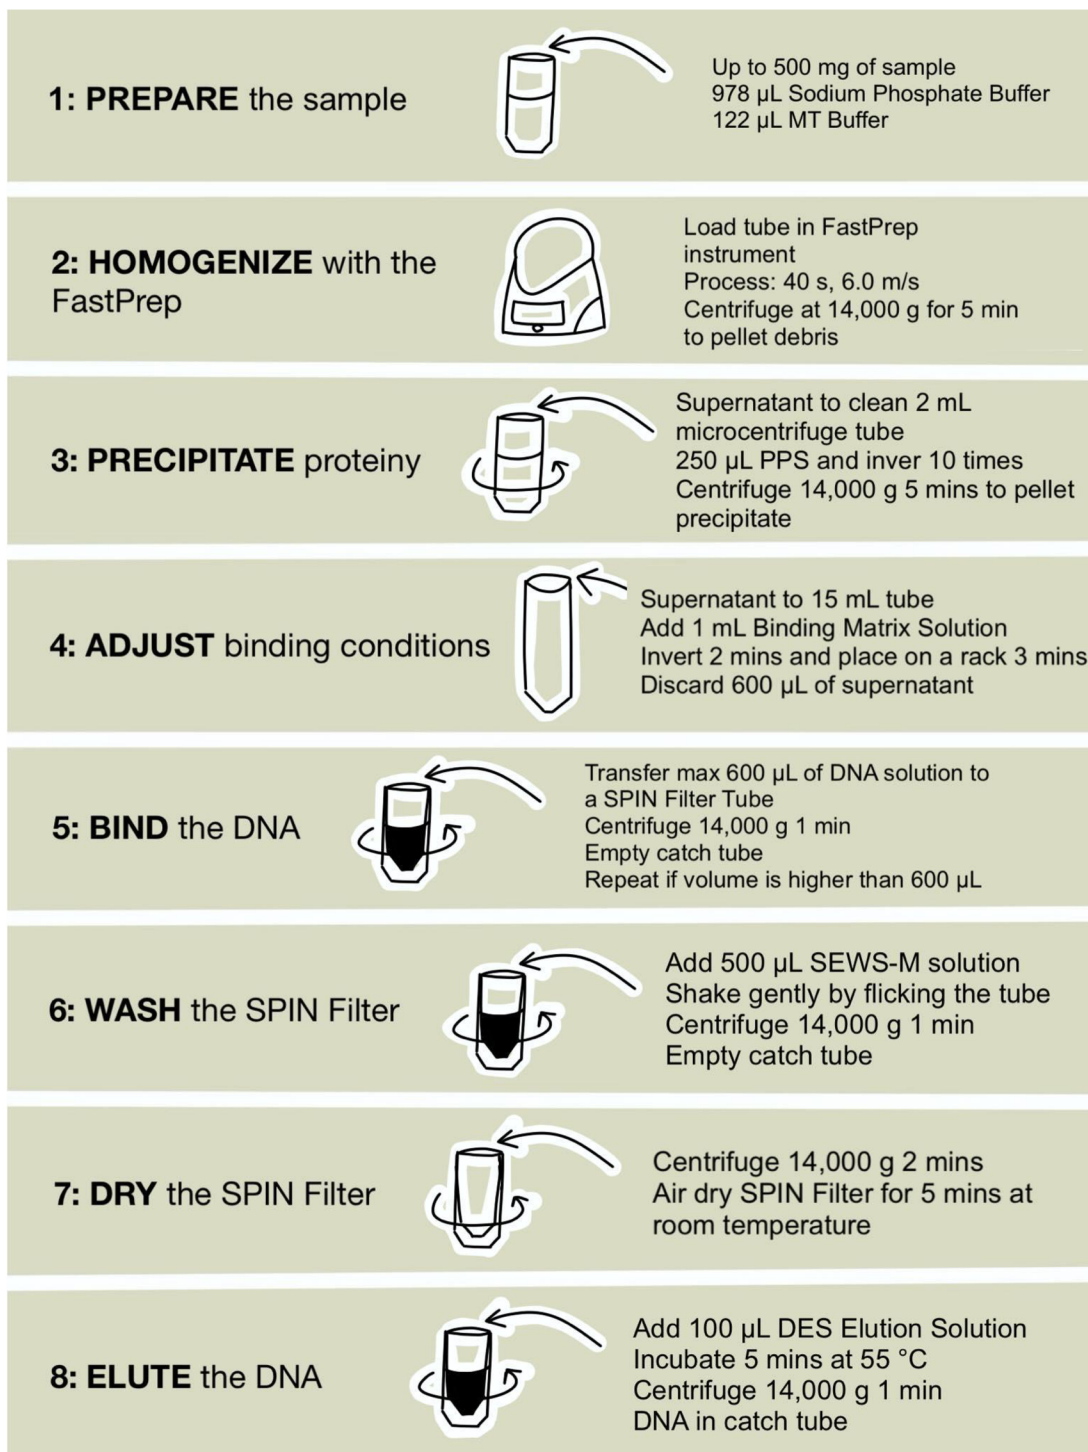 1: PREPARE the sample
Up to 500 mg of sample
978 µL Sodium Phosphate Buffer
122 µL MT Buffer
2: HOMOGENIZE with the
FastPrep
Load tube in FastPrep
instrument
Process: 40 s, 6.0 m/s
Centrifuge at 14,000 g for 5 min
to pellet debris
3: PRECIPITATE proteiny
Supernatant to clean 2 mL
microcentrifuge tube
250 µL PPS and inver 10 times
Centrifuge 14,000 g 5 mins to pellet
precipitate
4: ADJUST binding conditions
Supernatant to 15 mL tube
Add 1 mL Binding Matrix Solution
Invert 2 mins and place on a rack 3 mins
Discard 600 µL of supernatant
5: BIND the DNA
Transfer max 600 µL of DNA solution to
a SPIN Filter Tube
Centrifuge 14,000 g 1 min
Empty catch tube
Repeat if volume is higher than 600 µL
6: WASH the SPIN Filter
Add 500 µL SEWS-M solution
Shake gently by flicking the tube
Centrifuge 14,000 g 1 min
Empty catch tube
7: DRY the SPIN Filter
Centrifuge 14,000 g 2 mins
Air dry SPIN Filter for 5 mins at
room temperature
8: ELUTE the DNA
Add 100 µL DES Elution Solution
Incubate 5 mins at 55 °C
Centrifuge 14,000 g 1 min
DNA in catch tube